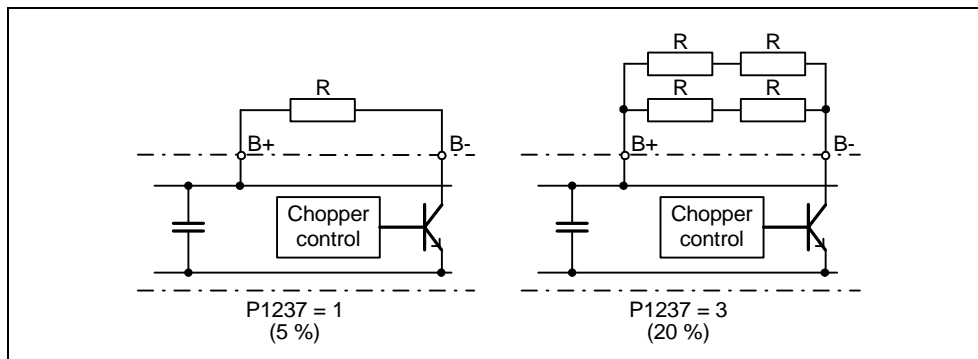 R
B+ B-
Chopper
control
P1237 = 1
(5 %)
R R
R R
B+ B-
Chopper
control
P1237 = 3
(20 %)